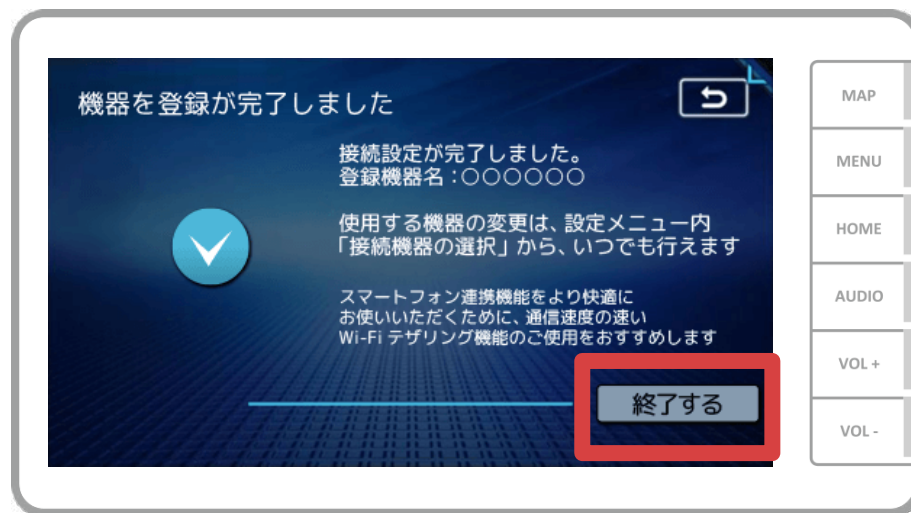 機器を登録が完了しました
接続設定が完了しました。
登録機器名：○○○○○○
使用する機器の変更は、設定メニュー内
「接続機器の選択」から、いつでも行えます
スマートフォン連携機能をより快適に
お使いいただくために、通信速度の速い
Wi-Fi テザリング機能のご使用をおすすめします
終了する
MAP
MENU
HOME
AUDIO
VOL +
VOL -